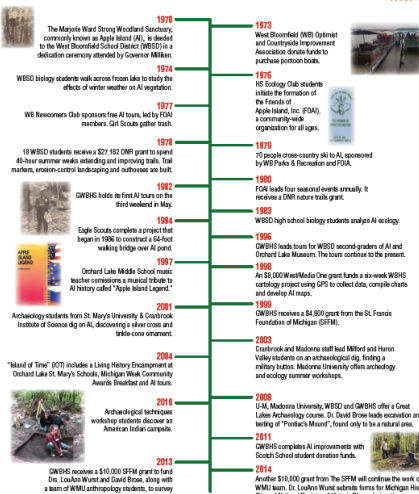 1970
The Marjorie Ward Strong Woodland Sanctuary,
commonly known as Apple Island (AI), is deeded
to the West Bloomfield School District (WBSD) in a
dedication ceremony attended by Governor Milliken.
1973
West Bloomfield (WB) Optimist
and Countryside Improvement
Association donate funds to
purchase pontoon boats.
1974
WBSD biology students walk across frozen lake to study the
effects of winter weather on AI vegetation.
1976
HS Ecology Club students
initiate the formation of
the Friends of
Apple Island, Inc. (FOAI),
a community-wide
organization for all ages.
1977
WB Newcomers Club sponsors free AI tours, led by FOAI
members. Girl Scouts gather trash.
1978
18 WBSD students receive a $27,182 DNR grant to spend
40-hour summer weeks extending and improving trails. Trail
markers, erosion-control landscaping and outhouses are built.
1979
70 people cross-country ski to AI, sponsored
by WB Parks & Recreation and FOIA.
1980
FOAI lead four seasonal events annually. It
receives a DNR nature trails grant.
1982
GWBHS holds its first AI tours on the
third weekend in May.
1983
WBSD high school biology students analyze AI ecology.
1994
Eagle Scouts complete a project
that began in 1986 to construct a 64-foot
walking bridge over AI pond.
1996
GWBHS leads tours for WBSD second-graders of AI and
Orchard Lake Museum. The tours continue to the present.
1997
Orchard Lake Middle School music
teacher comissions a musical tribute to
AI history called "Apple Island Legend."
APPLE
ISLAND
LEGEND
1998
An $8,000 West/Media One grant funds a six-week WBHS
cartography project using GPS to collect data, compile charts
and develop AI maps.
1999
GWBHS receives a $4,800 grant from the St. Francis
Foundation of Michigan (SFFM).
2001
Archaeology students from St. Mary's University & Cranbrook
Institute of Science dig on AI, discovering a silver cross and
tinkle-cone ornament.
2003
Cranbrook and Madonna staff lead Milford and Huron
Valley students on an archaeological dig, finding a
military button. Madonna University offers archeology
and ecology summer workshops.
2004
"Island of Time" (IOT) includes a Living History Encampment at
Orchard Lake St. Mary's Schools, Michigan Week Community
Awards Breakfast and AI tours.
2008
U-M, Madonna University, WBSD and GWBHS offer a Great
Lakes Archaeology course. Dr. David Brose leads excavation and
testing of "Pontiac's Mound", found only to be a natural area.
2010
Archaeological techniques
workshop students discover an
American Indian campsite.
2011
GWBHS completes AI improvements with
Scotch School student donation funds.
2013
GWBHS receives a $10,000 SFFM grant to fund
Drs. LouAnn Wurst and David Brose, along with
a team of WMU anthropology students, to survey
2014
Another $10,000 grant from The SFFM will continue the work
WMU team. Dr. LouAnn Wurst submits forms for Michigan His